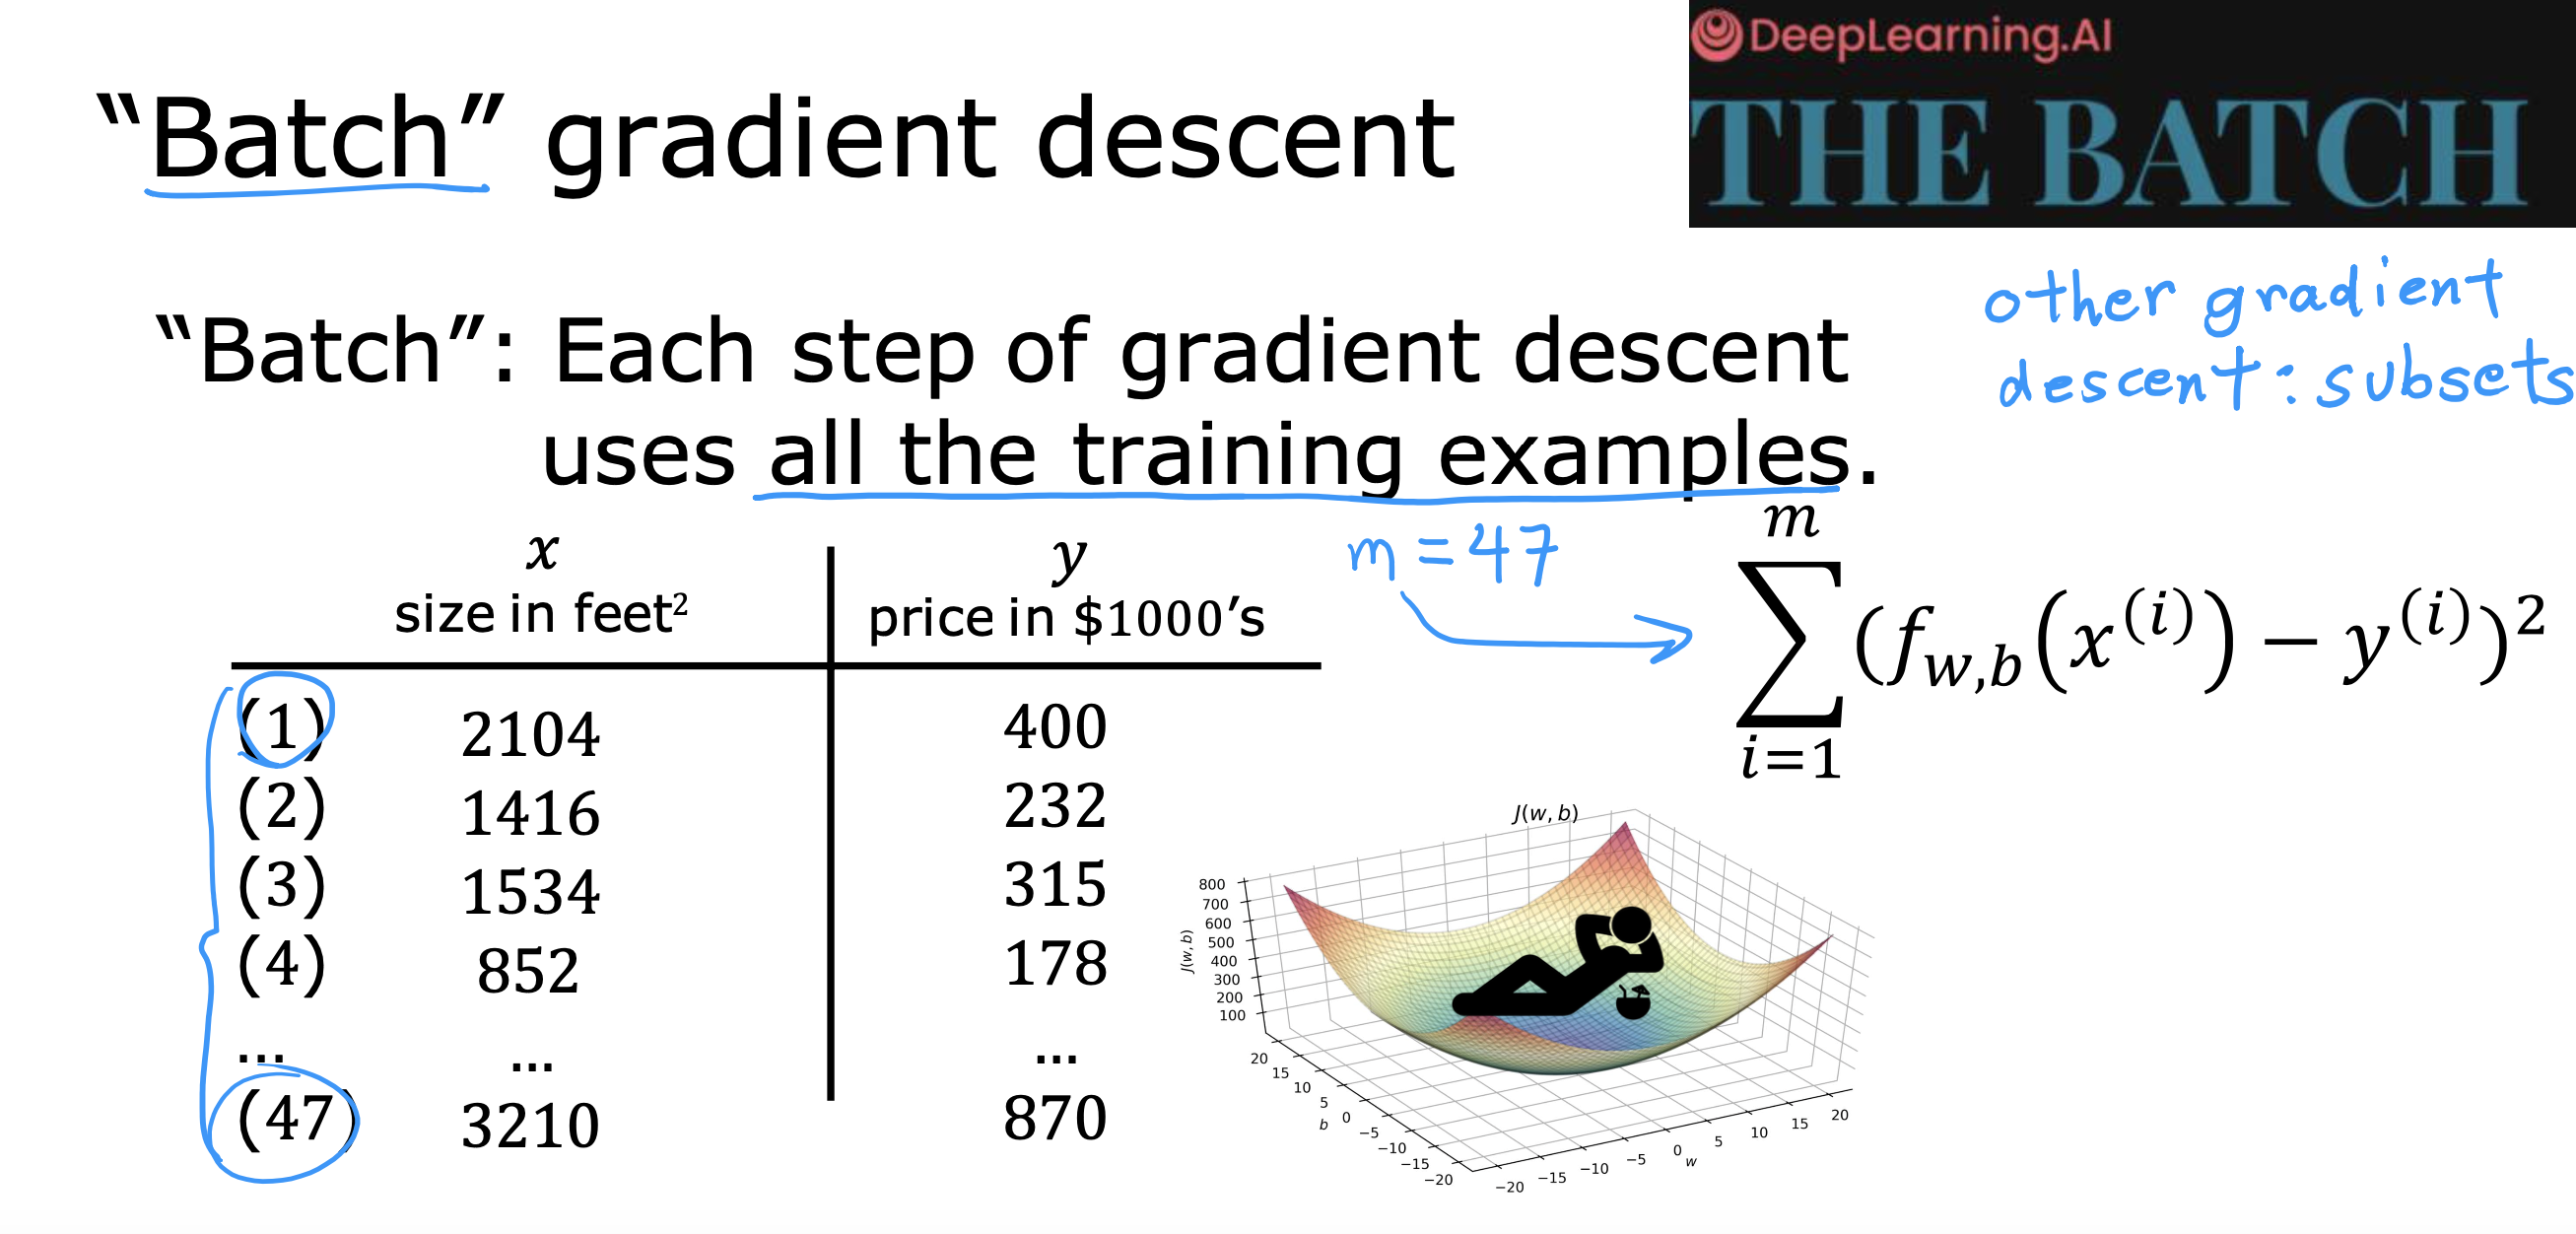 DeepLearning.AI
THE BATCH
“Batch” gradient descent
other gradient
descent: subsets
“Batch”: Each step of gradient descent
uses all the training examples.
x y
size in feet² price in $1000’s
m = 47
m
∑ (f_{w,b}(x^{(i)}) − y^{(i)})²
i=1
(1) 2104 400
(2) 1416 232
(3) 1534 315
(4) 852 178
... ... ...
(47) 3210 870
J(w, b)
J(w, b)
800
700
600
500
400
300
200
100
20
15
10
5
0
−5
−10
−15
−20
b
−20
−15
−10
−5
0
5
10
15
20
w